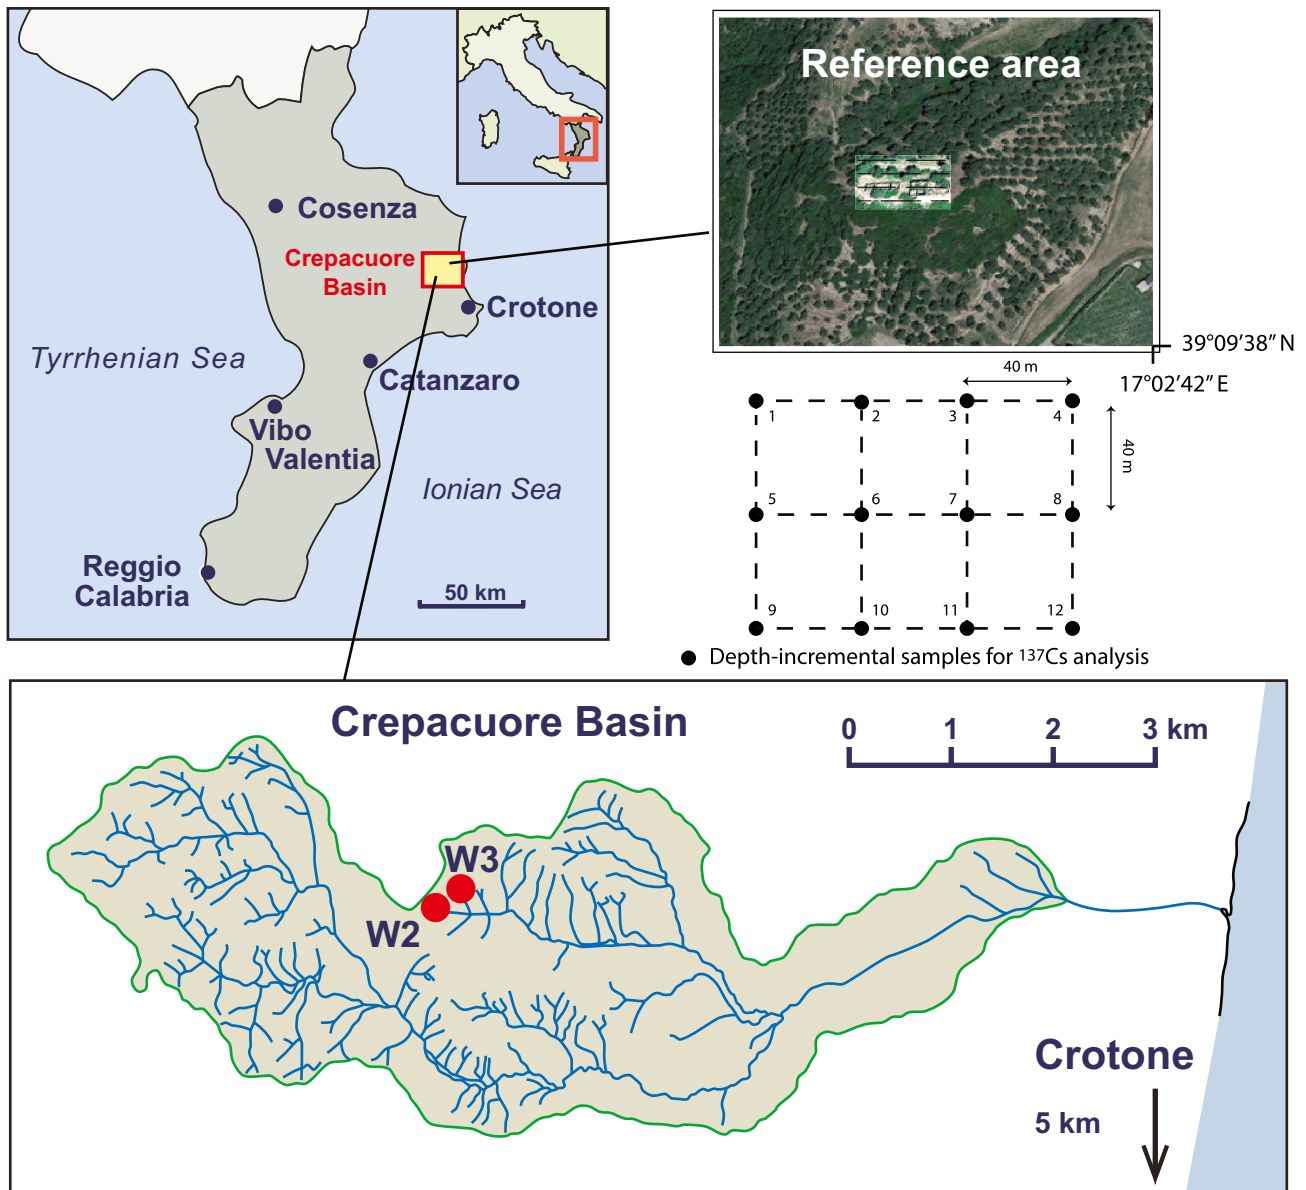 Cosenza
Crepacuore
Basin
Crotone
Tyrrhenian Sea
Catanzaro
Vibo
Valentia
Ionian Sea
Reggio
Calabria
50 km
Reference area
39°09’38” N
17°02’42” E
40 m
40 m
1 2 3 4
5 6 7 8
9 10 11 12
Depth-incremental samples for ¹³⁷Cs analysis
Crepacuore Basin
0 1 2 3 km
W3
W2
Crotone
5 km